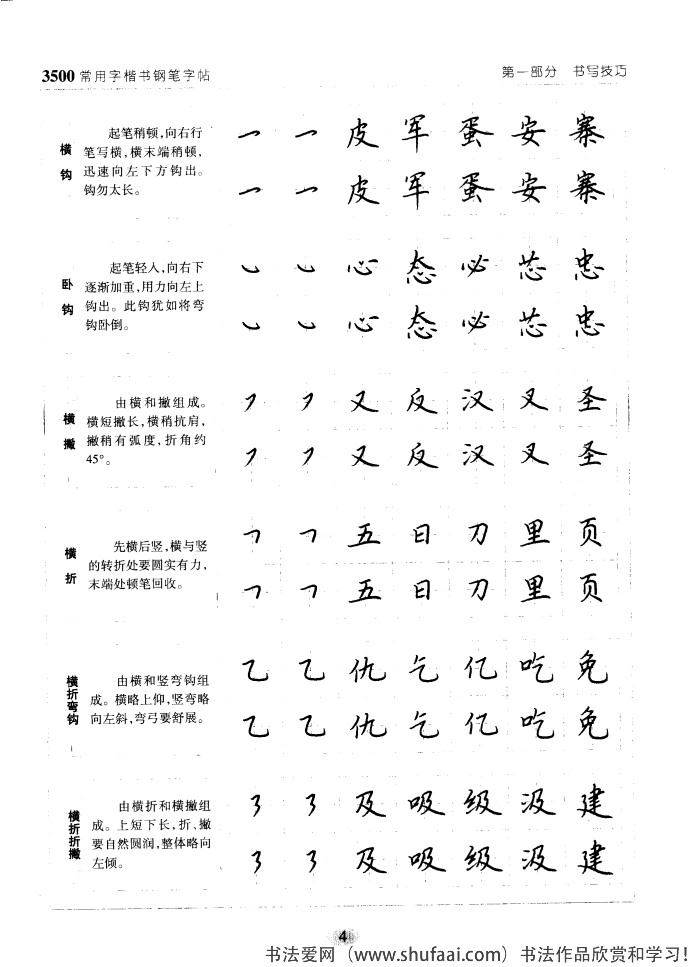 3500常用字楷书钢笔字帖
第一部分 书写技巧
横钩
起笔稍顿,向右行
笔写横,横末端稍顿,
迅速向左下方钩出。
钩勿太长。
㇖ ㇖ 皮 军 蛋 安 寨
㇖ ㇖ 皮 军 蛋 安 寨
卧钩
起笔轻入,向右下
逐渐加重,用力向左上
钩出。此钩犹如将弯
钩卧倒。
㇃ ㇃ 心 态 必 芯 忠
㇃ ㇃ 心 态 必 芯 忠
横撇
由横和撇组成。
横短撇长,横稍抗肩,
撇稍有弧度,折角约
45°。
㇇ ㇇ 又 反 汉 叉 圣
㇇ ㇇ 又 反 汉 叉 圣
横折
先横后竖,横与竖
的转折处要圆实有力,
末端处顿笔回收。
㇕ ㇕ 五 日 刀 里 页
㇕ ㇕ 五 日 刀 里 页
横折弯钩
由横和竖弯钩组
成。横略上仰,竖弯略
向左斜,弯弓要舒展。
乙 乙 仇 乞 亿 吃 免
乙 乙 仇 乞 亿 吃 免
横折折撇
由横折和横撇组
成。上短下长,折、撇
要自然圆润,整体略向
左倾。
㇋ ㇋ 及 吸 级 汲 建
㇋ ㇋ 及 吸 级 汲 建
4
书法爱网（www.shufaai.com）书法作品欣赏和学习!